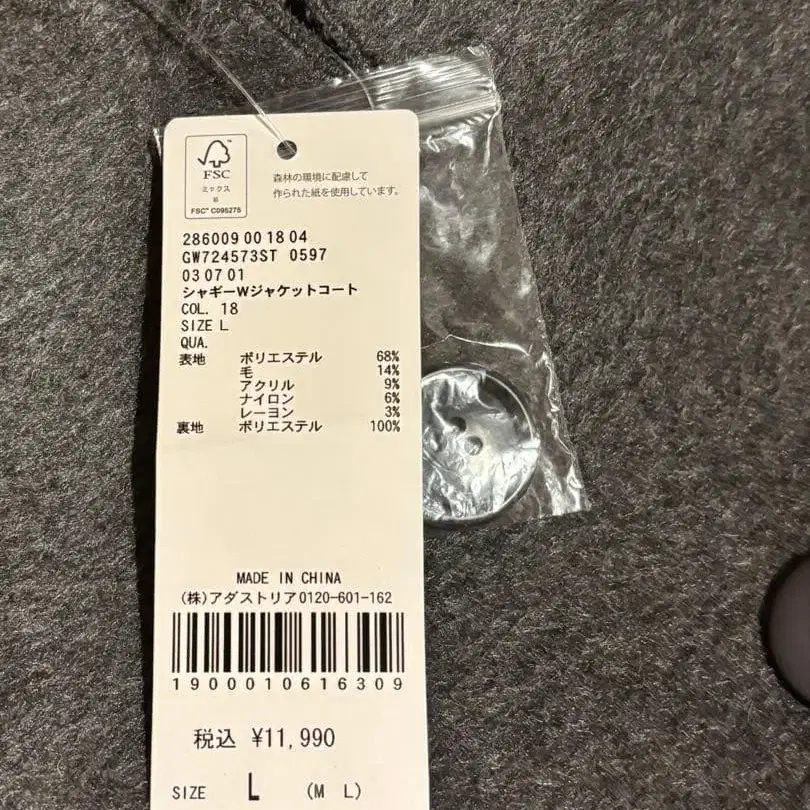 FSC
ミックス
紙
FSC® C095275
森林の環境に配慮して
作られた紙を使用しています。
286009 00 18 04
GW724573ST 0597
03 07 01
シャギーWジャケットコート
COL. 18
SIZE L
QUA.
表地 ポリエステル 68%
毛 14%
アクリル 9%
ナイロン 6%
レーヨン 3%
裏地 ポリエステル 100%
MADE IN CHINA
(株)アダストリア0120-601-162
1900010616309
税込 ¥11,990
SIZE L (M L)